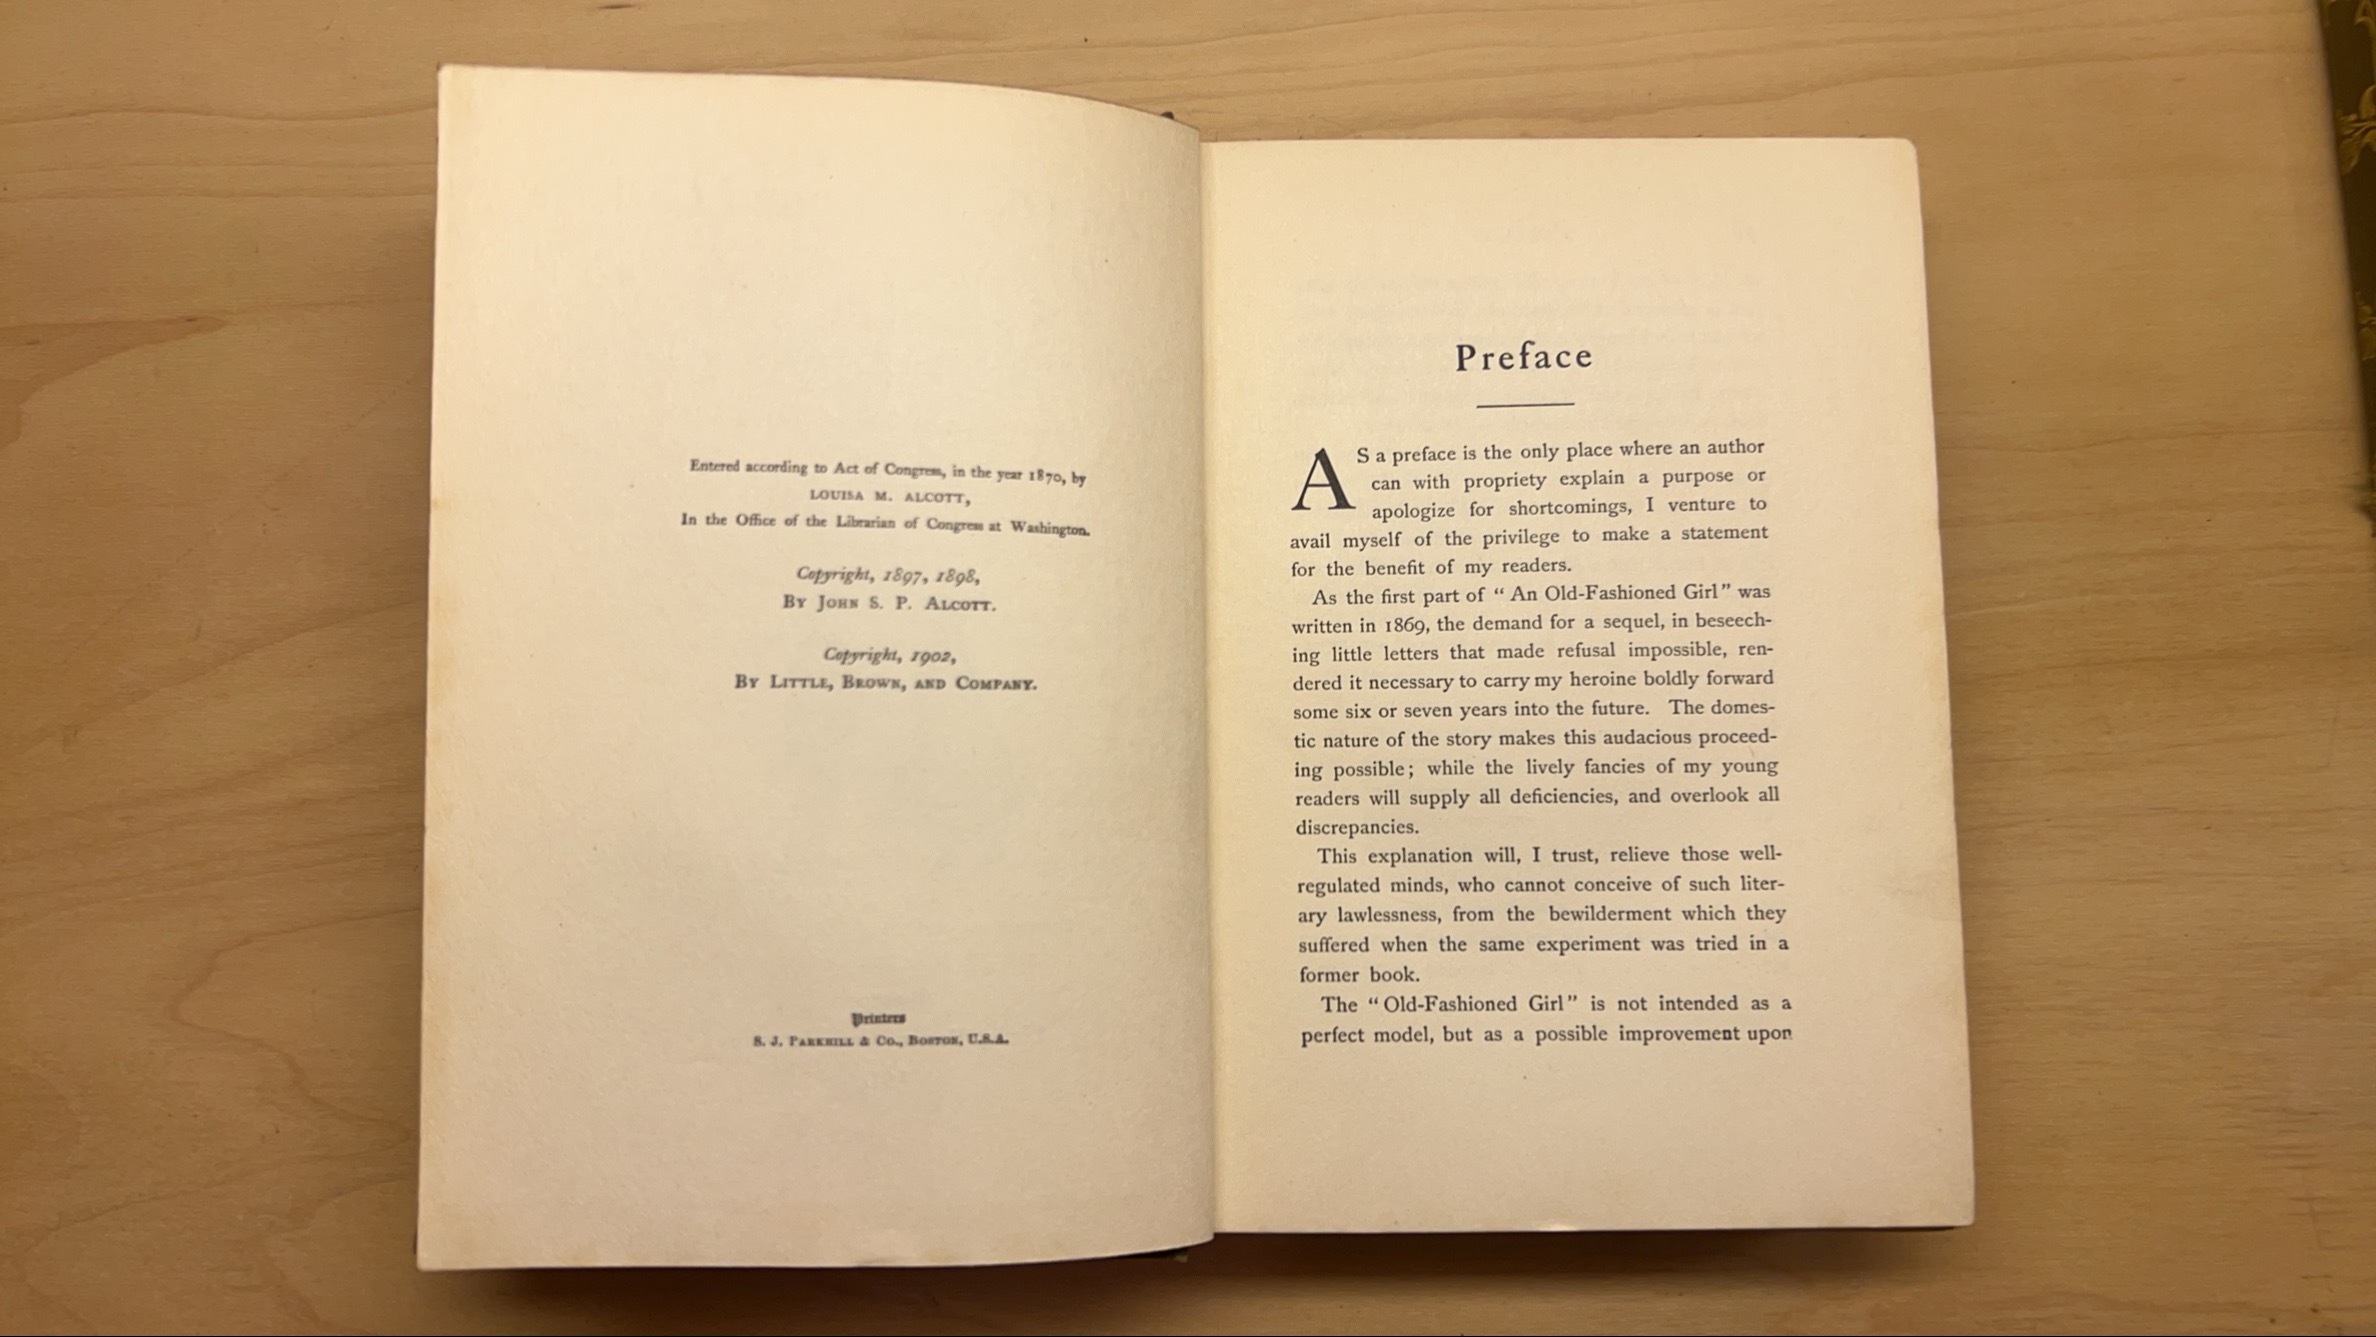 Entered according to Act of Congress, in the year 1870, by
LOUISA M. ALCOTT,
In the Office of the Librarian of Congress at Washington.
Copyright, 1897, 1898,
BY JOHN S. P. ALCOTT.
Copyright, 1902,
BY LITTLE, BROWN, AND COMPANY.
Printers
S. J. PARKHILL & CO., BOSTON, U.S.A.
Preface
AS a preface is the only place where an author
can with propriety explain a purpose or
apologize for shortcomings, I venture to
avail myself of the privilege to make a statement
for the benefit of my readers.
As the first part of “An Old-Fashioned Girl” was
written in 1869, the demand for a sequel, in beseech-
ing little letters that made refusal impossible, ren-
dered it necessary to carry my heroine boldly forward
some six or seven years into the future. The domes-
tic nature of the story makes this audacious proceed-
ing possible; while the lively fancies of my young
readers will supply all deficiencies, and overlook all
discrepancies.
This explanation will, I trust, relieve those well-
regulated minds, who cannot conceive of such liter-
ary lawlessness, from the bewilderment which they
suffered when the same experiment was tried in a
former book.
The “Old-Fashioned Girl” is not intended as a
perfect model, but as a possible improvement upon